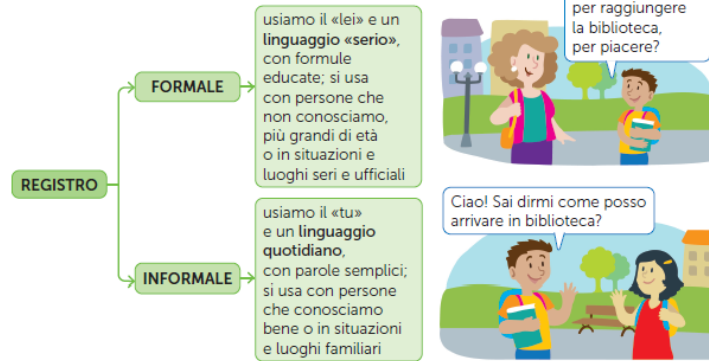 REGISTRO
FORMALE
usiamo il «lei» e un
linguaggio «serio»,
con formule
educate; si usa
con persone che
non conosciamo,
più grandi di età
o in situazioni e
luoghi seri e ufficiali
per raggiungere
la biblioteca,
per piacere?
INFORMALE
usiamo il «tu»
e un linguaggio
quotidiano,
con parole semplici;
si usa con persone
che conosciamo
bene o in situazioni
e luoghi familiari
Ciao! Sai dirmi come posso
arrivare in biblioteca?